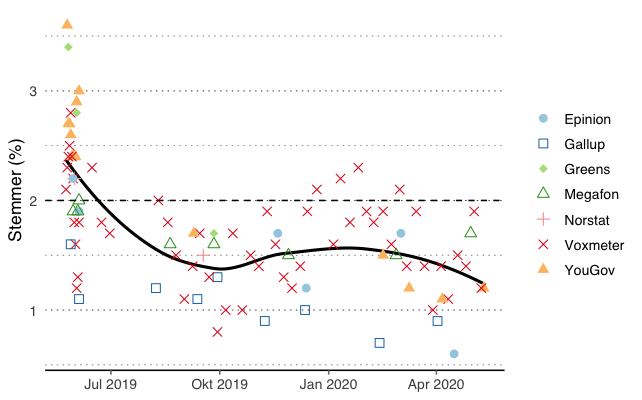 Stemmer (%)
3
2
1
Jul 2019
Okt 2019
Jan 2020
Apr 2020
Epinion
Gallup
Greens
Megafon
Norstat
Voxmeter
YouGov